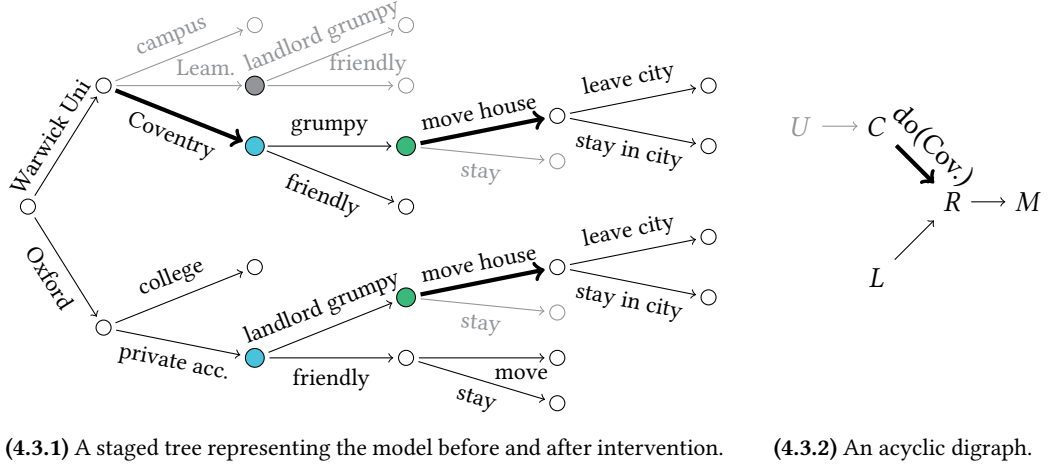 campus
landlord grumpy
Leam.
friendly
Warwick Uni
Coventry
grumpy
move house
leave city
stay in city
stay
friendly
Oxford
college
landlord grumpy
move house
leave city
stay in city
stay
private acc.
friendly
move
stay
U
C
do(Cov.)
R
M
L
(4.3.1) A staged tree representing the model before and after intervention.
(4.3.2) An acyclic digraph.